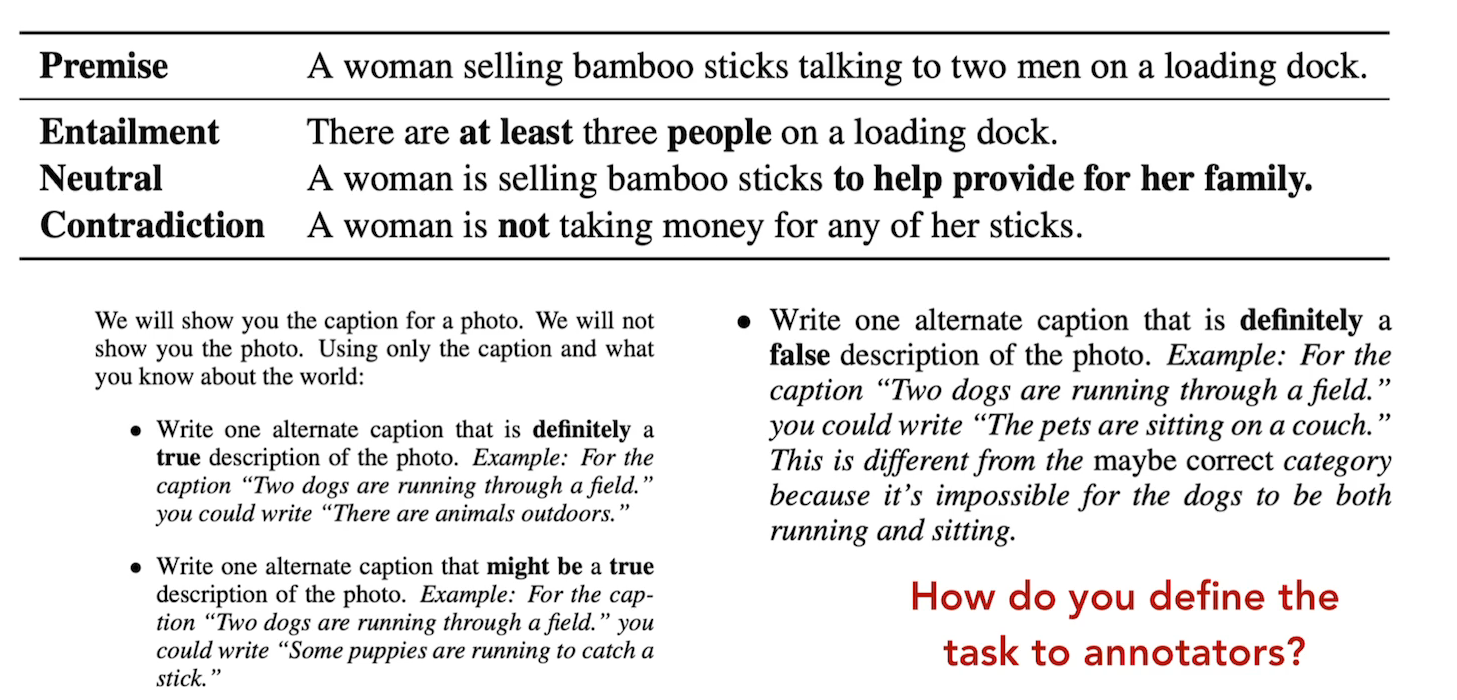 Premise A woman selling bamboo sticks talking to two men on a loading dock.
Entailment There are at least three people on a loading dock.
Neutral A woman is selling bamboo sticks to help provide for her family.
Contradiction A woman is not taking money for any of her sticks.
We will show you the caption for a photo. We will not
show you the photo. Using only the caption and what
you know about the world:
• Write one alternate caption that is definitely a
true description of the photo. Example: For the
caption “Two dogs are running through a field.”
you could write “There are animals outdoors.”
• Write one alternate caption that might be a true
description of the photo. Example: For the cap-
tion “Two dogs are running through a field.” you
could write “Some puppies are running to catch a
stick.”
• Write one alternate caption that is definitely a
false description of the photo. Example: For the
caption “Two dogs are running through a field.”
you could write “The pets are sitting on a couch.”
This is different from the maybe correct category
because it’s impossible for the dogs to be both
running and sitting.
How do you define the
task to annotators?